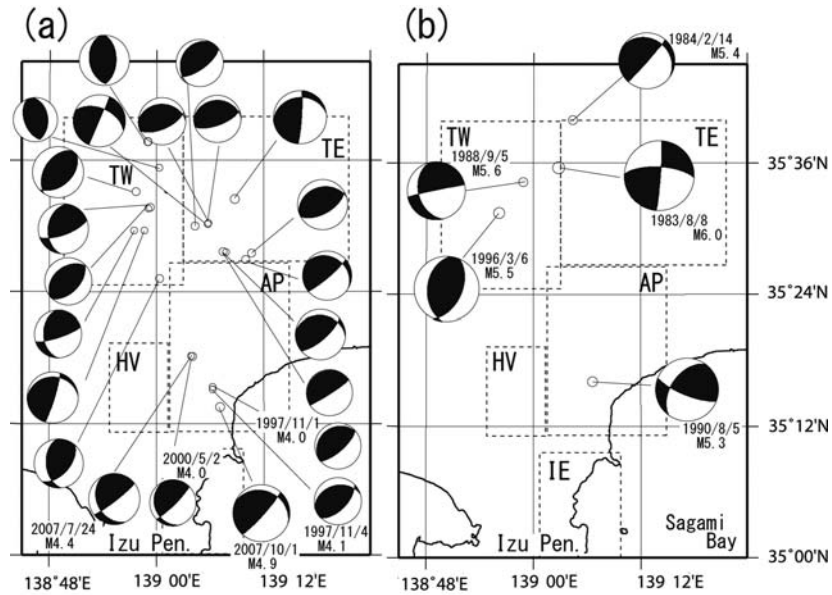 (a)
TE
TW
AP
HV
1997/11/1
M4.0
2000/5/2
M4.0
2007/7/24
M4.4
Izu Pen.
2007/10/1
M4.9
1997/11/4
M4.1
138°48'E
139°00'E
139°12'E
(b)
1984/2/14
M5.4
TW
TE
1988/9/5
M5.6
1983/8/8
M6.0
1996/3/6
M5.5
AP
HV
1990/8/5
M5.3
IE
Sagami
Bay
Izu Pen.
35°36'N
35°24'N
35°12'N
35°00'N
138°48'E
139°00'E
139°12'E